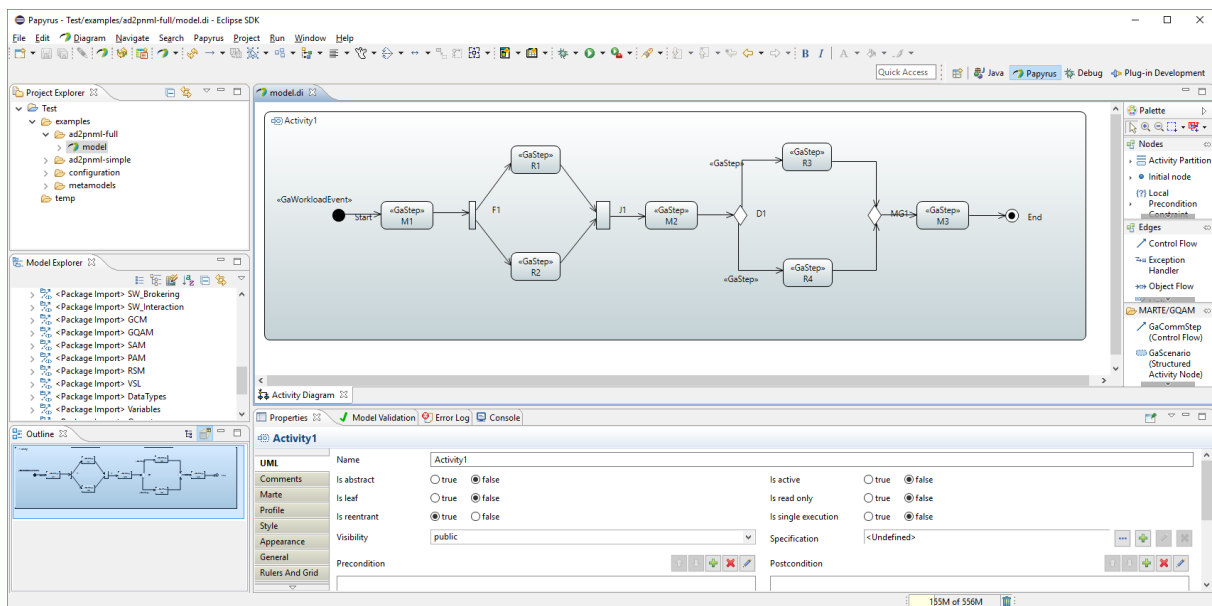 Papyrus - Test/examples/ad2pnml-full/model.di - Eclipse SDK
File Edit Diagram Navigate Search Papyrus Project Run Window Help
B I A
Quick Access Java Papyrus Debug Plug-in Development
Project Explorer
Test
examples
ad2pnml-full
model
ad2pnml-simple
configuration
metamodels
temp
Model Explorer
<Package Import> SW_Brokering
<Package Import> SW_Interaction
<Package Import> GCM
<Package Import> GQAM
<Package Import> SAM
<Package Import> PAM
<Package Import> RSM
<Package Import> VSL
<Package Import> DataTypes
<Package Import> Variables
Outline
model.di
Activity1
«GaWorkloadEvent»
Start
«GaStep»
M1
F1
«GaStep»
R1
«GaStep»
R2
J1
«GaStep»
M2
D1
«GaStep»
«GaStep»
R3
«GaStep»
«GaStep»
R4
MG1
«GaStep»
M3
End
Activity Diagram
Palette
Nodes
Activity Partition
Initial node
Local
Precondition
Constraint
Edges
Control Flow
Exception
Handler
Object Flow
MARTE/GQAM
GaCommStep
(Control Flow)
GaScenario
(Structured
Activity Node)
Properties Model Validation Error Log Console
Activity1
UML
Comments
Marte
Profile
Style
Appearance
General
Rulers And Grid
Name Activity1
Is abstract true false Is active true false
Is leaf true false Is read only true false
Is reentrant true false Is single execution true false
Visibility public Specification <Undefined>
Precondition Postcondition
155M of 556M